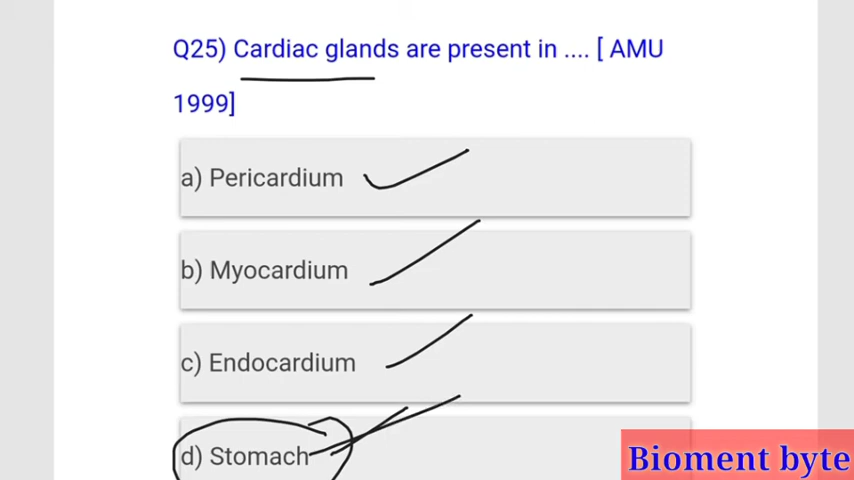 Q25) Cardiac glands are present in .... [ AMU
1999]
a) Pericardium
b) Myocardium
c) Endocardium
d) Stomach
Bioment byte